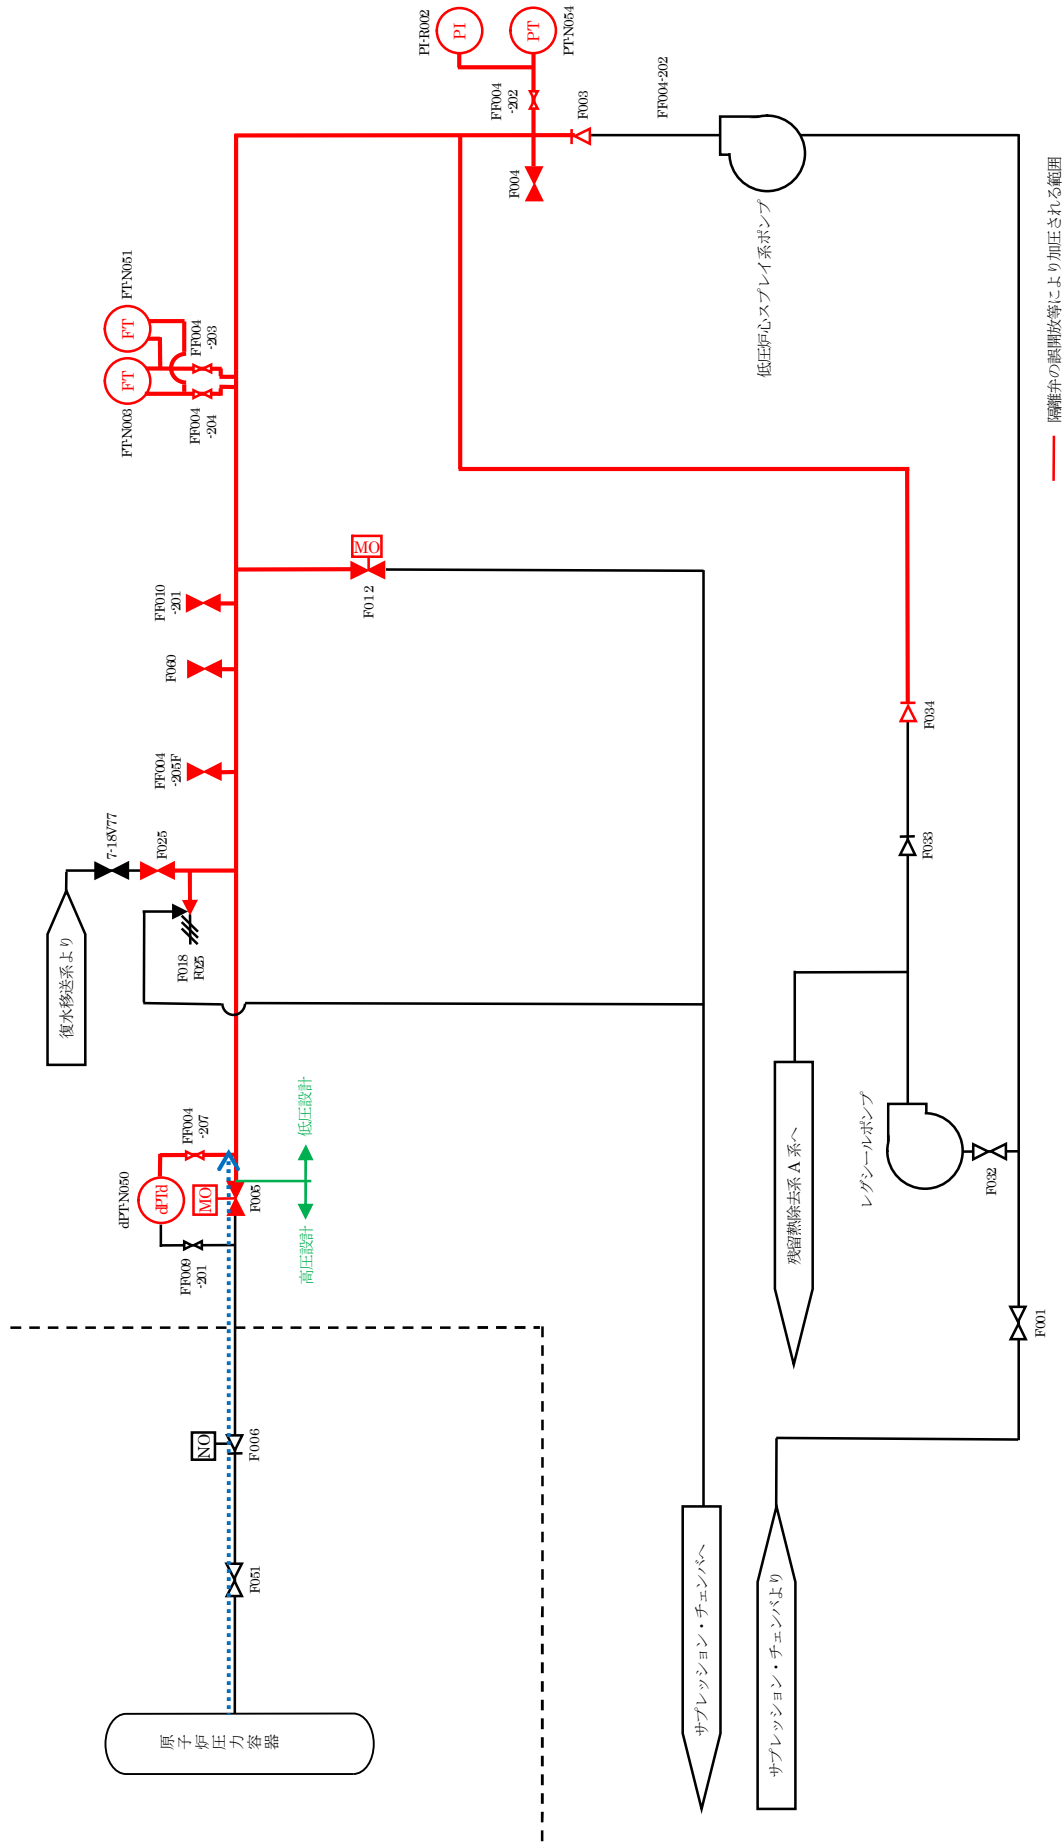 原子炉圧力容器
F051
NO
F006
FF009
-201
dPT-N050
dPTd
FF004
-207
MO
F005
高圧設計
低圧設計
復水移送系より
7-18V77
F025
F018
F025
FF004
-205F
F060
FF010
-201
MO
F012
FT-N003
FT
FT-N051
FT
FF004
-204
FF004
-203
PI-R002
PI
PT
PT-N054
FF004
-202
F004
F003
FF004-202
低圧炉心スプレイ系ポンプ
F034
F033
レグシールポンプ
F032
残留熱除去系 A 系へ
F001
サプレッション・チェンバへ
サプレッション・チェンバより
隔離弁の誤開放等により加圧される範囲